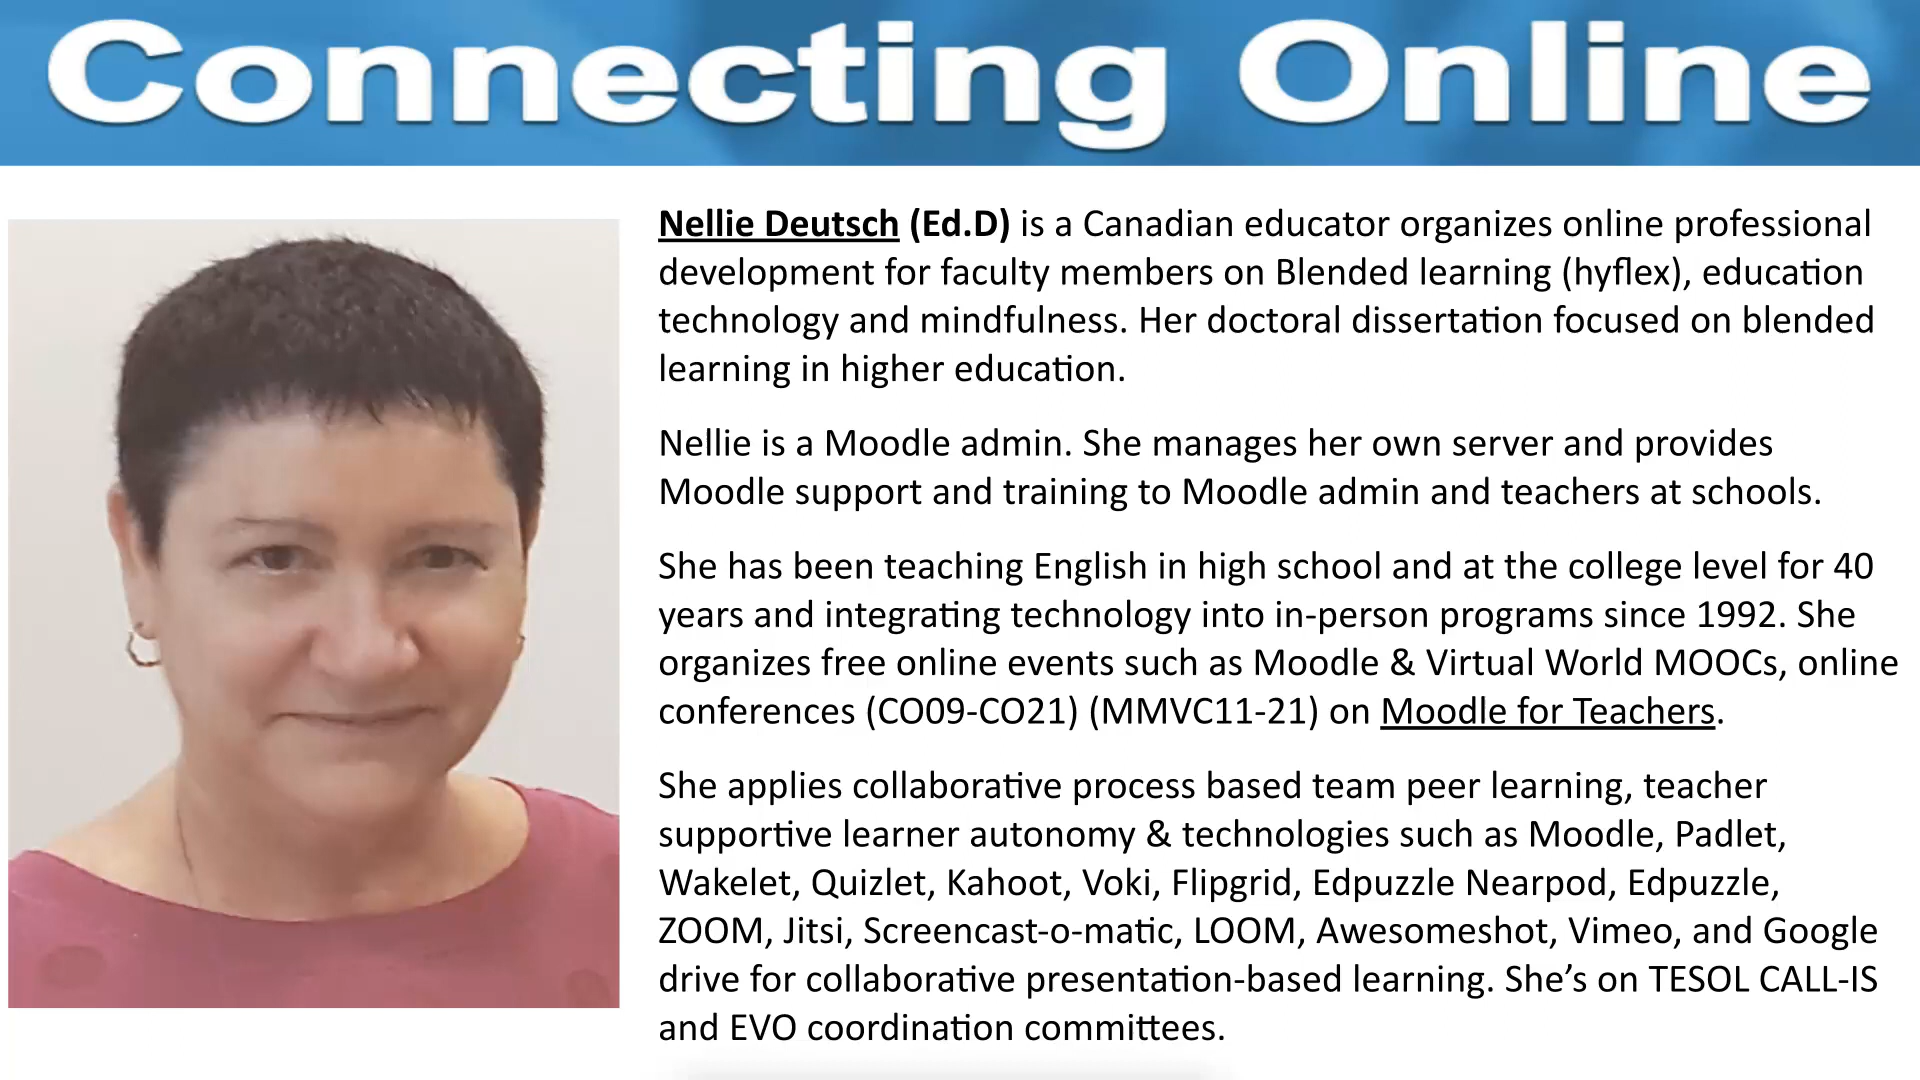 Connecting Online
Nellie Deutsch (Ed.D) is a Canadian educator organizes online professional
development for faculty members on Blended learning (hyflex), education
technology and mindfulness. Her doctoral dissertation focused on blended
learning in higher education.
Nellie is a Moodle admin. She manages her own server and provides
Moodle support and training to Moodle admin and teachers at schools.
She has been teaching English in high school and at the college level for 40
years and integrating technology into in-person programs since 1992. She
organizes free online events such as Moodle & Virtual World MOOCs, online
conferences (CO09-CO21) (MMVC11-21) on Moodle for Teachers.
She applies collaborative process based team peer learning, teacher
supportive learner autonomy & technologies such as Moodle, Padlet,
Wakelet, Quizlet, Kahoot, Voki, Flipgrid, Edpuzzle Nearpod, Edpuzzle,
ZOOM, Jitsi, Screencast-o-matic, LOOM, Awesomeshot, Vimeo, and Google
drive for collaborative presentation-based learning. She’s on TESOL CALL-IS
and EVO coordination committees.